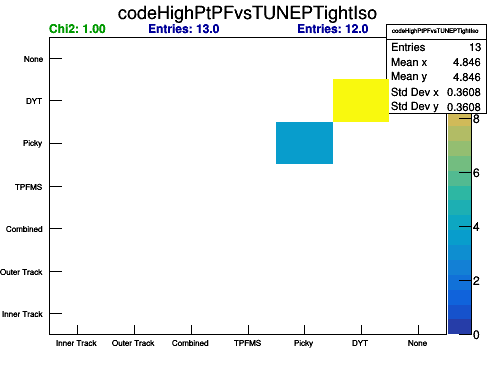 codeHighPtPFvsTUNEPTightIso
Chi2: 1.00 Entries: 13.0 Entries: 12.0
codeHighPtPFvsTUNEPTightIso
Entries 13
Mean x 4.846
Mean y 4.846
Std Dev x 0.3608
Std Dev y 0.3608
None
DYT
Picky
TPFMS
Combined
Outer Track
Inner Track
8
6
4
2
0
Inner Track Outer Track Combined TPFMS Picky DYT None